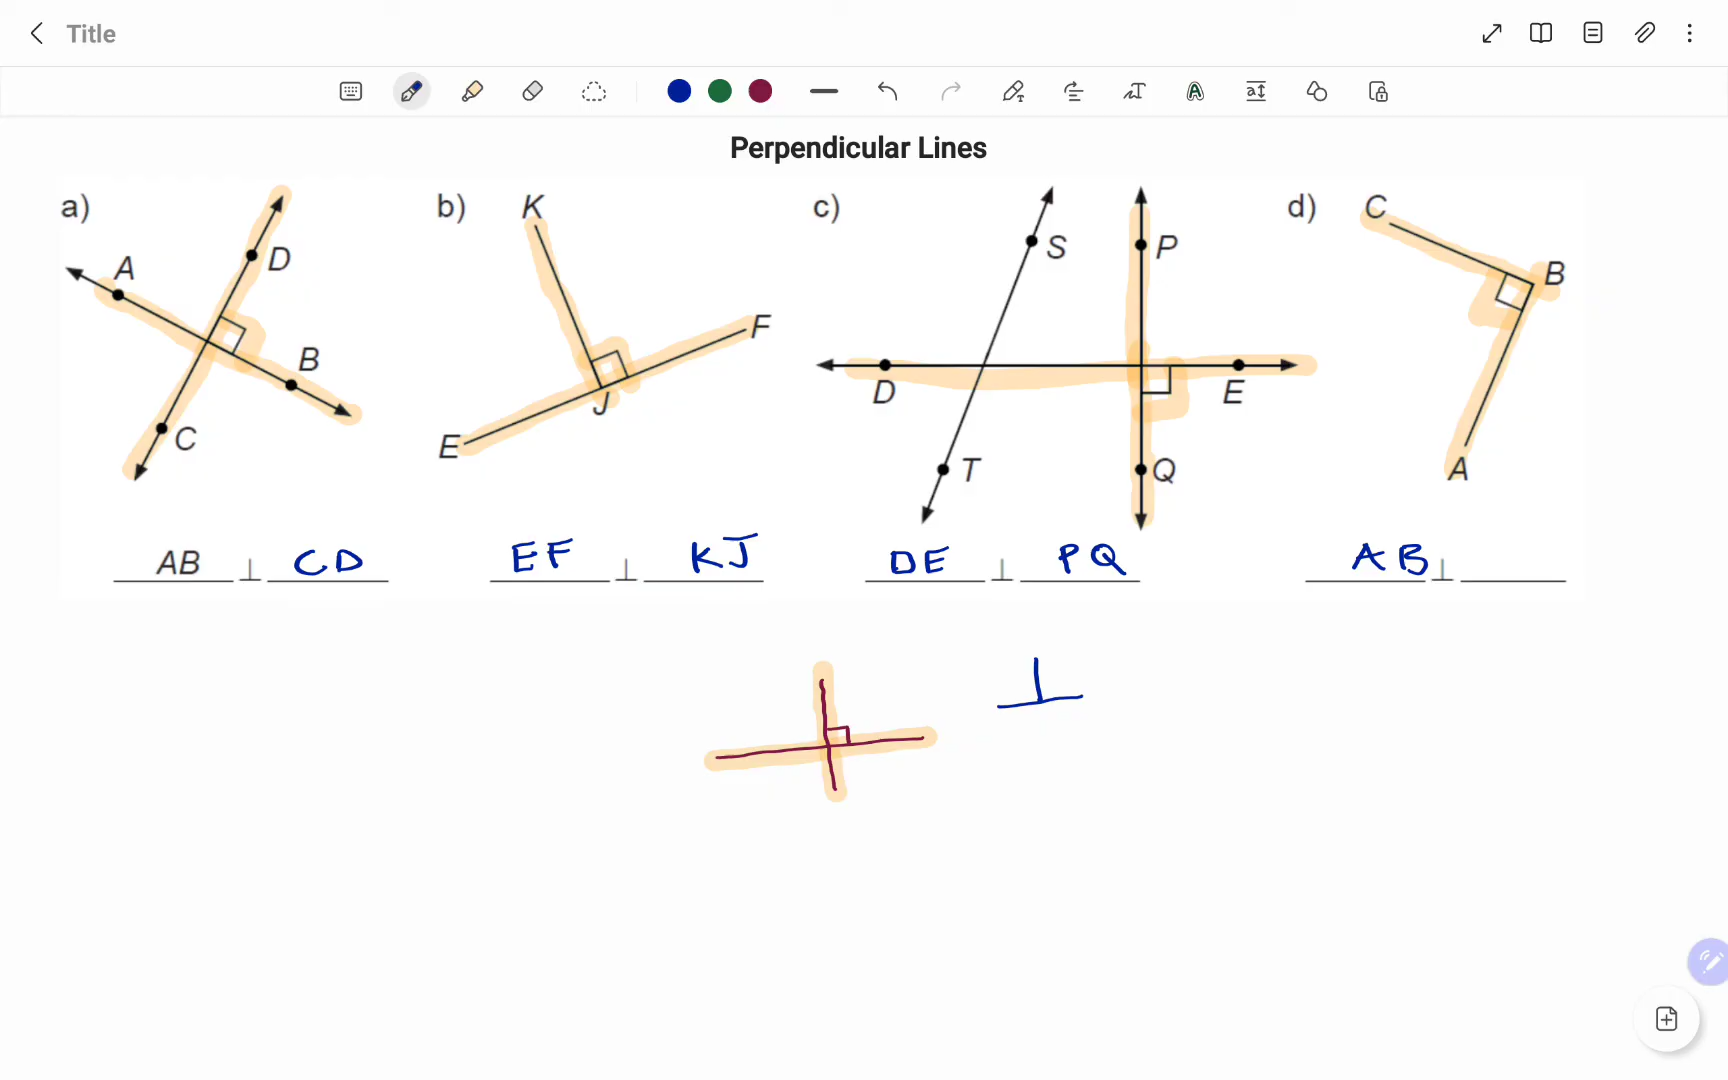 Title
Perpendicular Lines
a) A D B C
b) K F J E
c) S P D E T Q
d) C B A
AB ⊥ CD
EF ⊥ KJ
DE ⊥ PQ
AB ⊥
⊥